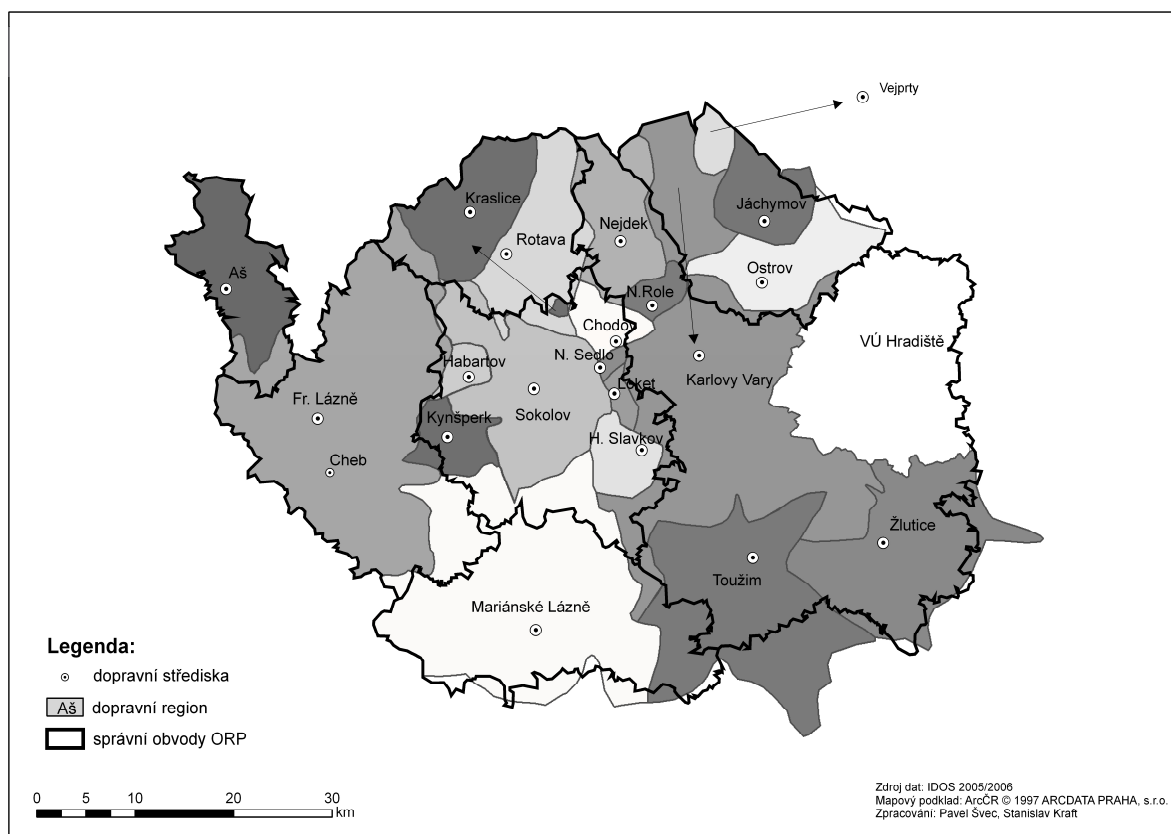 Vejprty
Kraslice
Jáchymov
Nejdek
Rotava
Aš
Ostrov
N.Role
Chodov
VÚ Hradiště
N. Sedlo
Habartov
Karlovy Vary
Loket
Fr. Lázně
Sokolov
Kynšperk
H. Slavkov
Cheb
Žlutice
Toužim
Mariánské Lázně
Legenda:
dopravní střediska
Aš dopravní region
správní obvody ORP
0 5 10 20 30
km
Zdroj dat: IDOS 2005/2006
Mapový podklad: ArcČR © 1997 ARCDATA PRAHA, s.r.o.
Zpracování: Pavel Švec, Stanislav Kraft